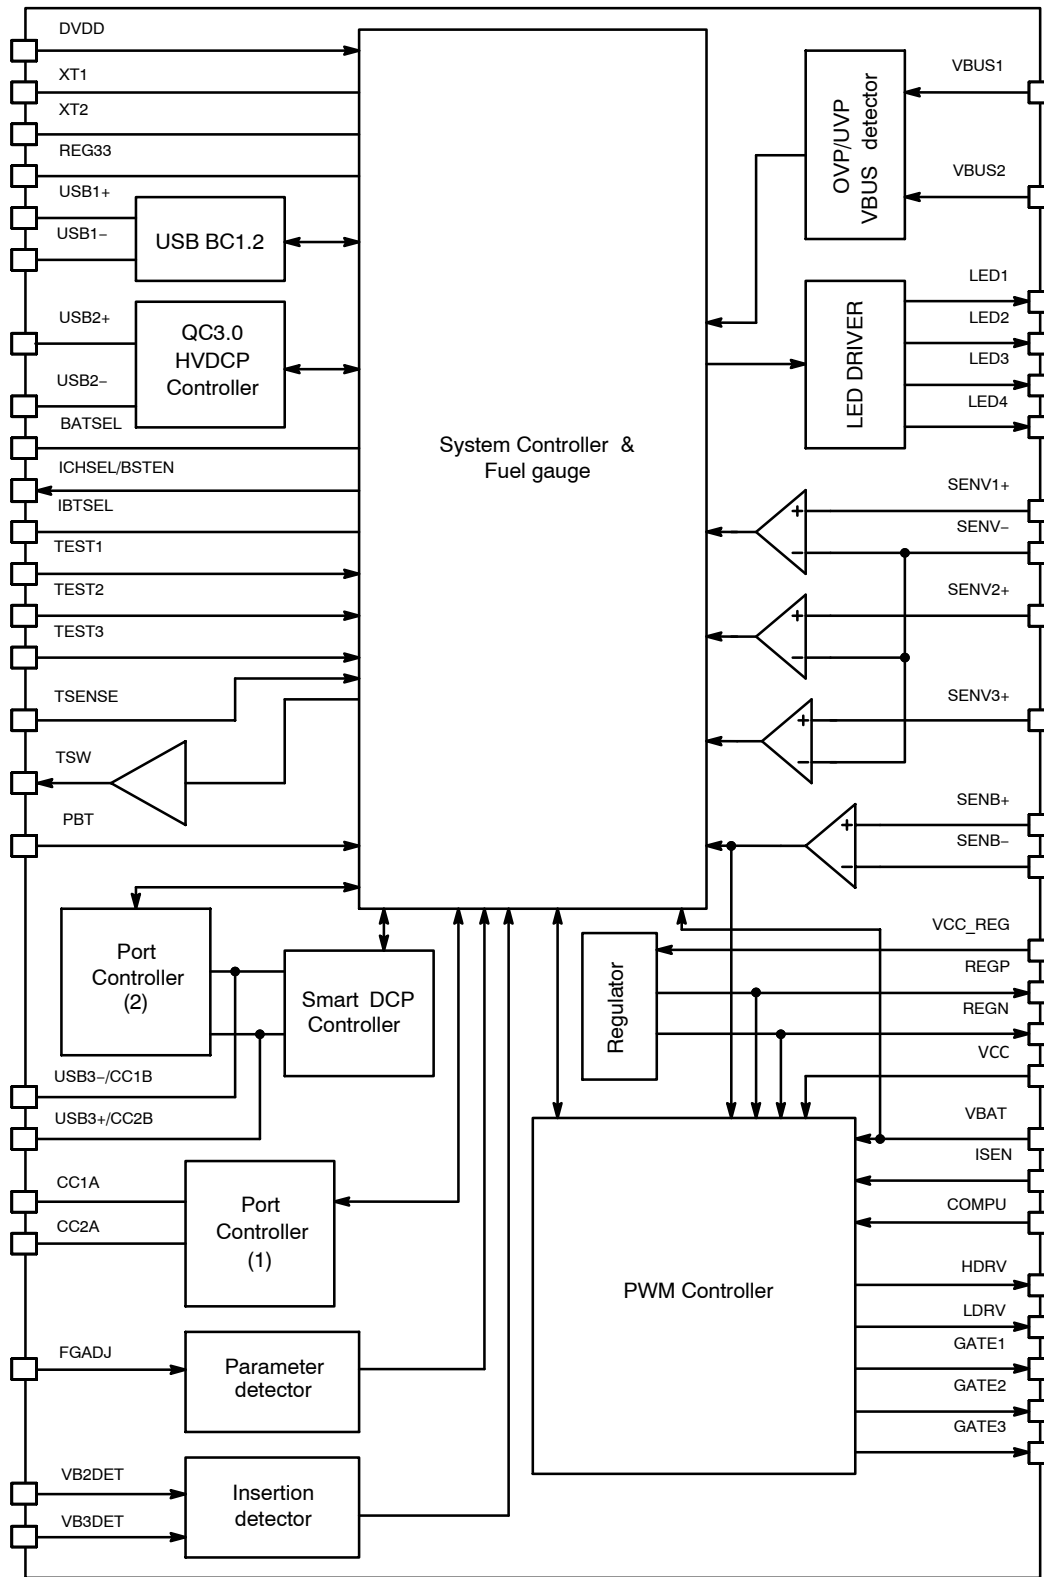 DVDD
XT1
XT2
REG33
USB1+
USB1−
USB BC1.2
USB2+
QC3.0
HVDCP
Controller
USB2−
BATSEL
ICHSEL/BSTEN
IBTSEL
TEST1
TEST2
TEST3
TSENSE
TSW
PBT
System Controller &
Fuel gauge
OVP/UVP
VBUS detector
VBUS1
VBUS2
LED DRIVER
LED1
LED2
LED3
LED4
SENV1+
SENV−
+
−
SENV2+
+
−
SENV3+
+
−
SENB+
SENB−
+
−
Port
Controller
(2)
Smart DCP
Controller
Regulator
VCC_REG
REGP
REGN
VCC
USB3−/CC1B
USB3+/CC2B
VBAT
ISEN
COMPU
CC1A
CC2A
Port
Controller
(1)
PWM Controller
HDRV
LDRV
GATE1
GATE2
GATE3
FGADJ
Parameter
detector
VB2DET
VB3DET
Insertion
detector